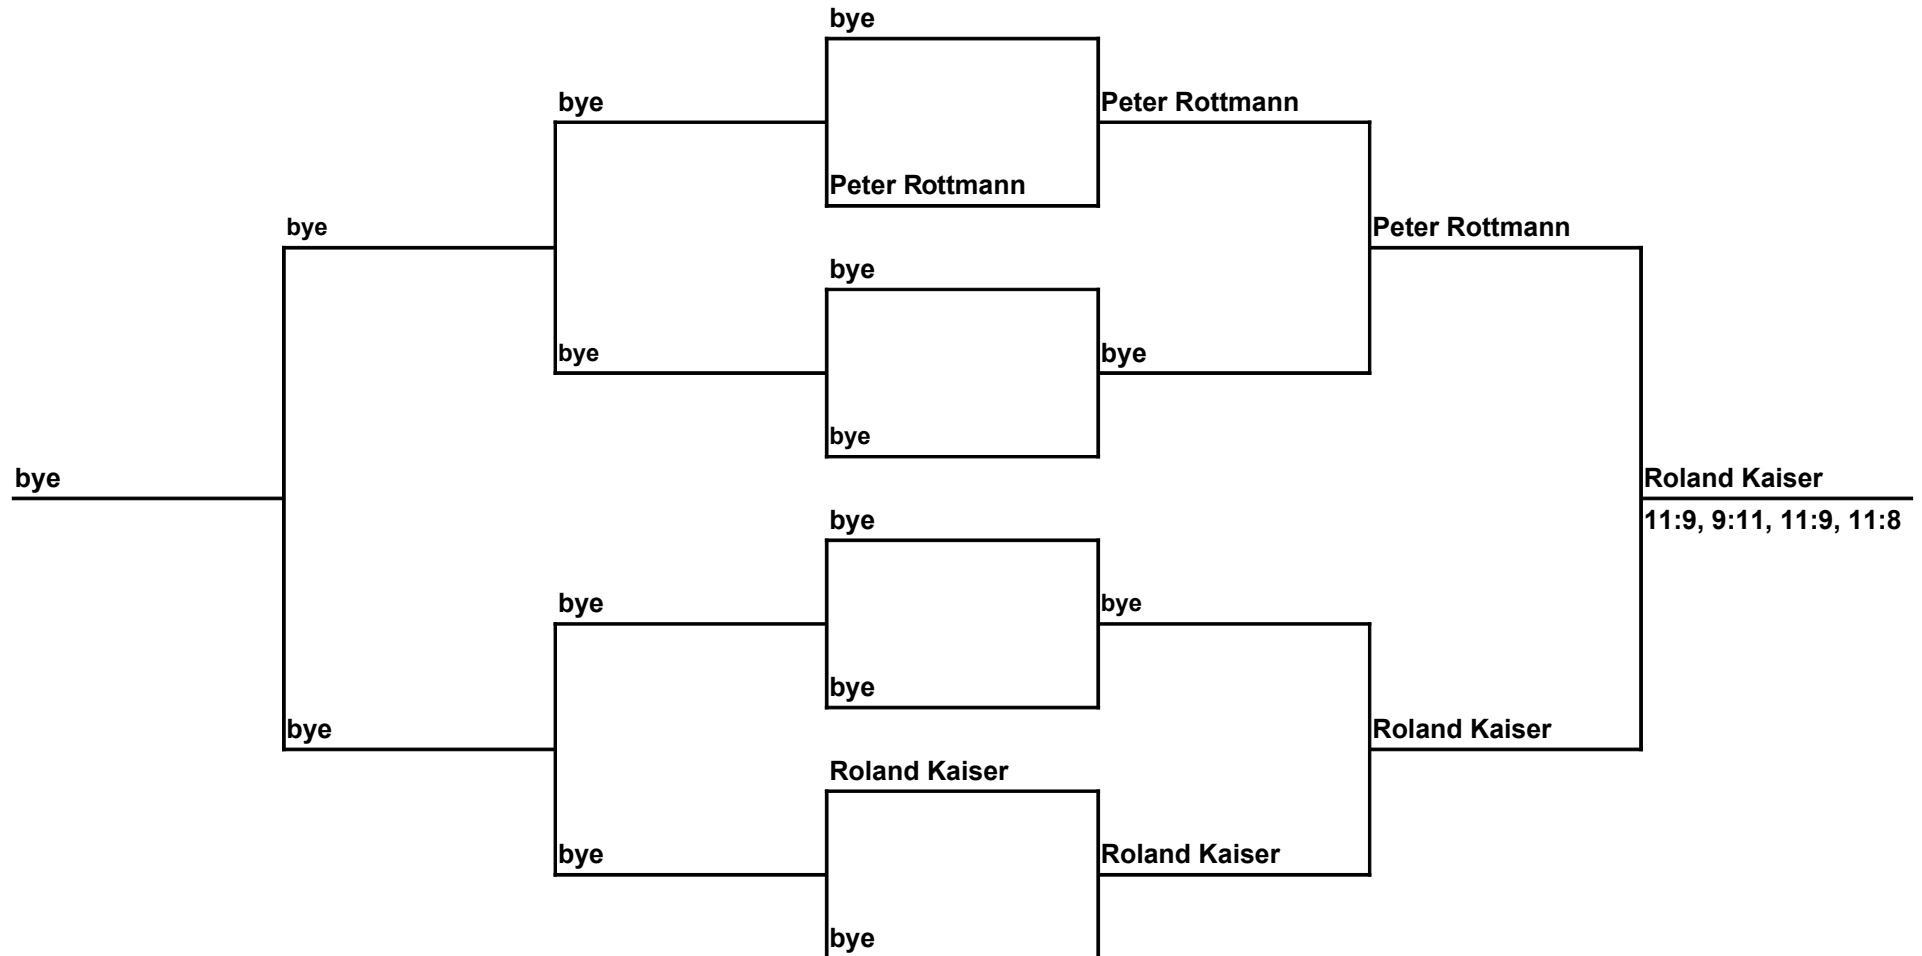 bye
bye
Peter Rottmann
Peter Rottmann
bye
Peter Rottmann
bye
bye
bye
bye
bye
Roland Kaiser
bye
11:9, 9:11, 11:9, 11:8
bye
bye
bye
bye
Roland Kaiser
Roland Kaiser
bye
Roland Kaiser
bye